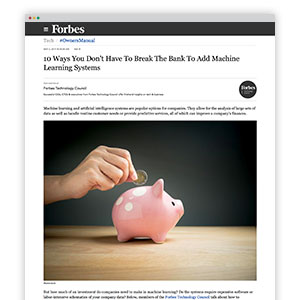 Forbes
Tech #OwnersManual
10 Ways You Don't Have To Break The Bank To Add Machine
Learning Systems
Forbes Technology Council
Forbes
Machine learning and artificial intelligence systems are popular options for companies. They allow for the analysis of large sets of
data as well as handle routine customer needs or provide predictive services, all of which can improve a company's finances.
But how much of an investment do companies need to make in machine learning? Do the systems require expensive software or
labor-intensive submission of your company data? Below, members of the Forbes Technology Council talk about how to